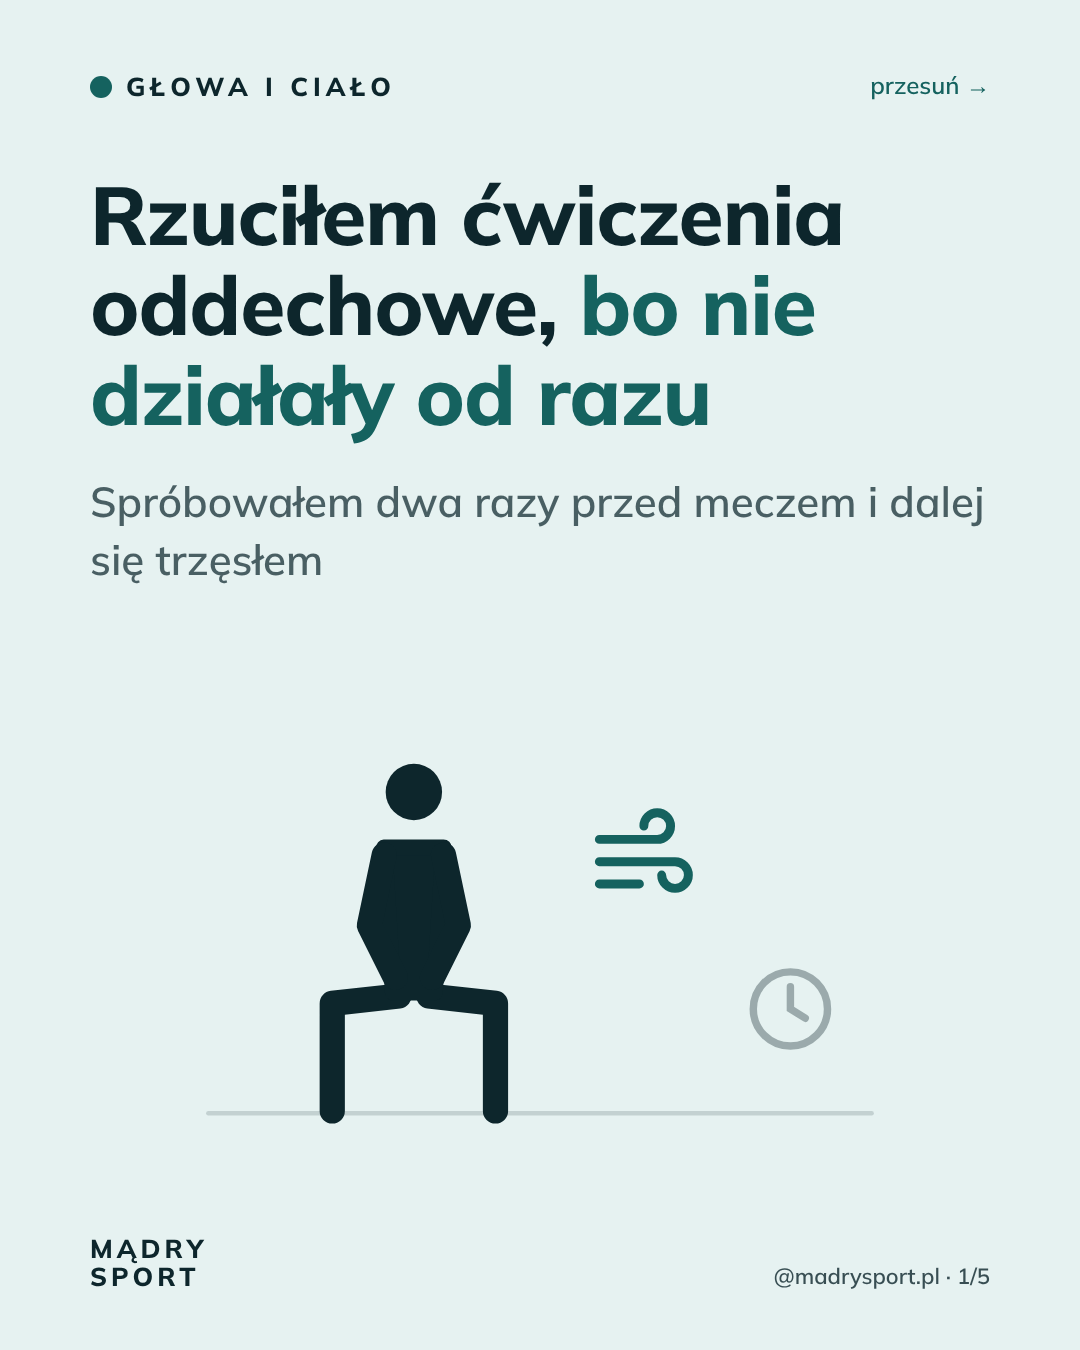 GŁOWA I CIAŁO
przesuń →
Rzuciłem ćwiczenia
oddechowe, bo nie
działały od razu
Spróbowałem dwa razy przed meczem i dalej
się trzęsłem
MĄDRY
SPORT
@madrysport.pl · 1/5